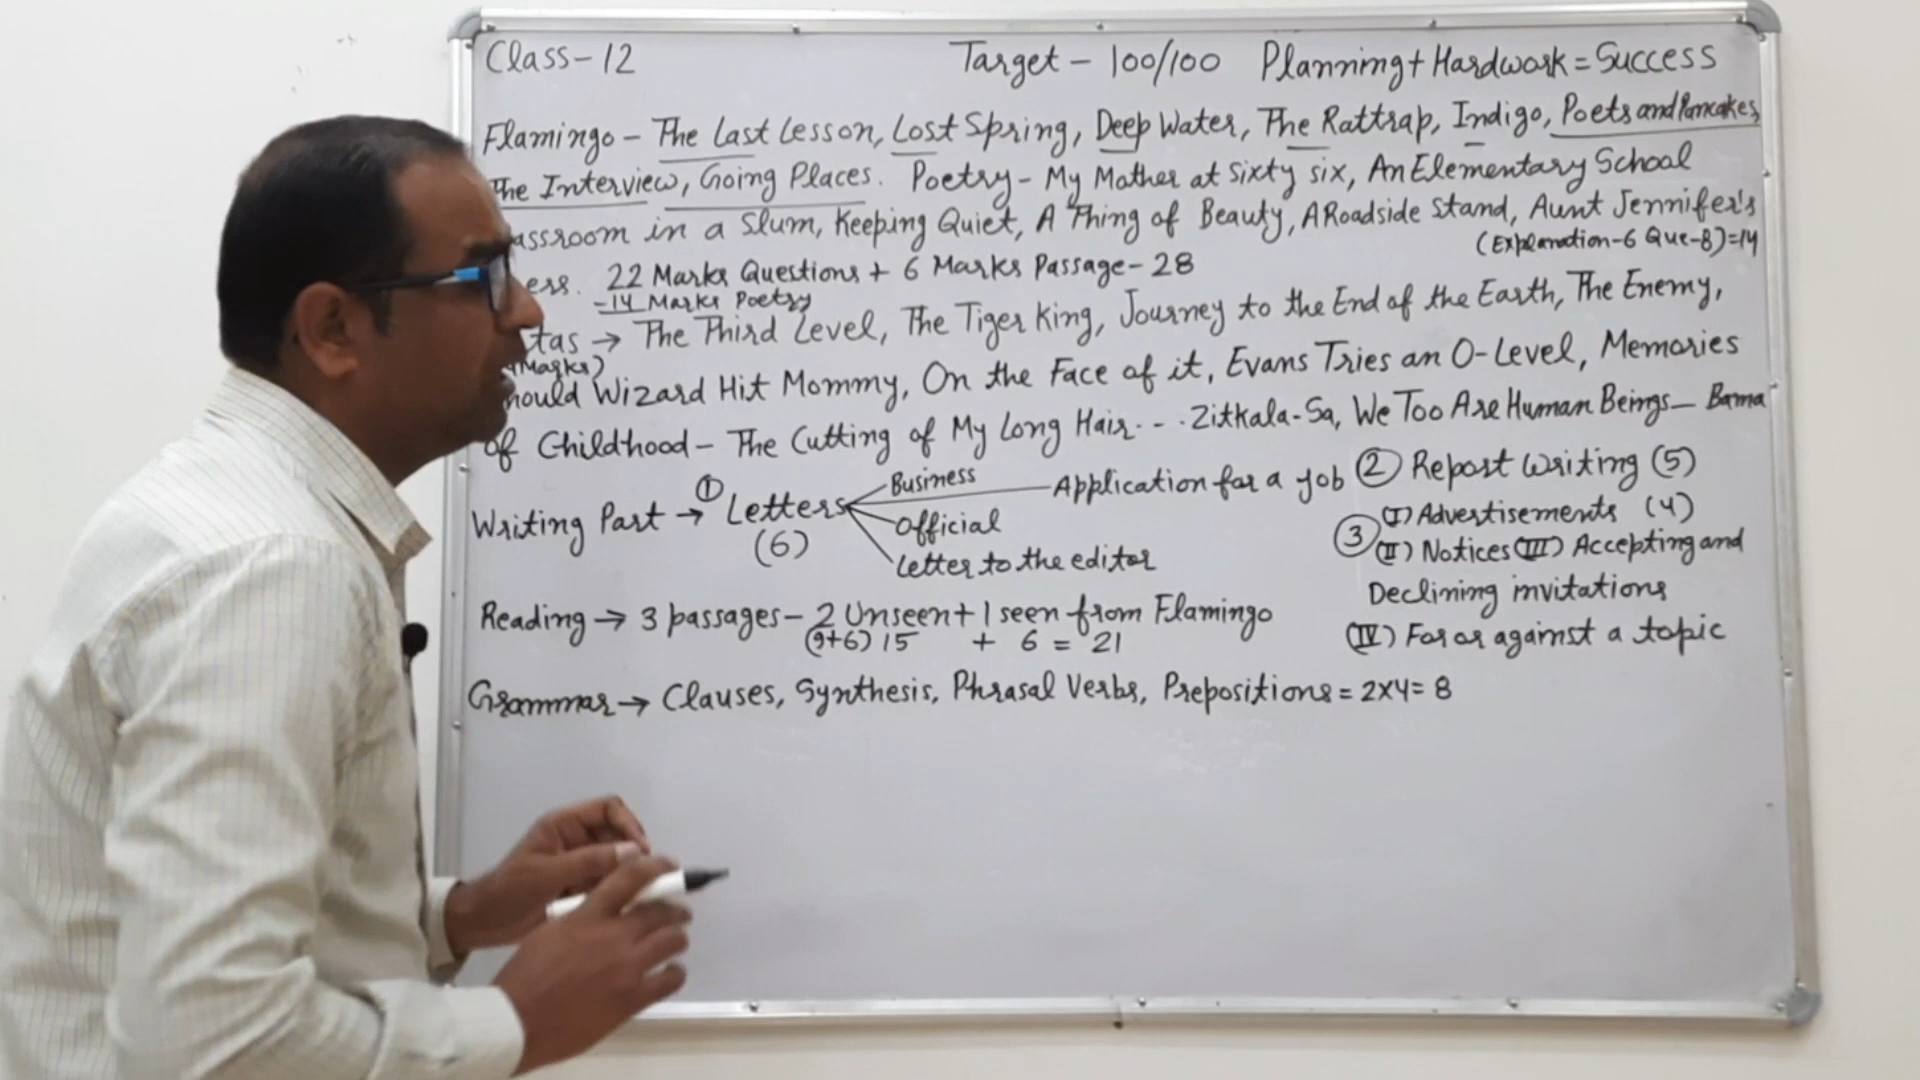 Class-12 Target - 100/100 Planning + Hardwork = Success
Flamingo - The Last Lesson, Lost Spring, Deep Water, The Rattrap, Indigo, Poets and Pancakes,
The Interview, Going Places. Poetry - My Mother at Sixty six, An Elementary School
assroom in a Slum, Keeping Quiet, A Thing of Beauty, A Roadside Stand, Aunt Jennifer's
(Explanation-6 Que-8)=14
ers. 22 Marks Questions + 6 Marks Passage - 28
-14 Marks Poetry
tas → The Third Level, The Tiger King, Journey to the End of the Earth, The Enemy,
Marks)
hould Wizard Hit Mommy, On the Face of it, Evans Tries an O-Level, Memories
of Childhood - The Cutting of My Long Hair... Zitkala-Sa, We Too Are Human Beings - Bama
Writing Part → ① Letters (6)
Business
Application for a job
Official
Letter to the editor
② Report Writing (5)
③ (I) Advertisements (4)
(II) Notices (III) Accepting and
Declining invitations
(IV) For or against a topic
Reading → 3 passages - 2 Unseen + 1 seen from Flamingo
(9+6) 15 + 6 = 21
Grammar → Clauses, Synthesis, Phrasal Verbs, Prepositions = 2x4 = 8